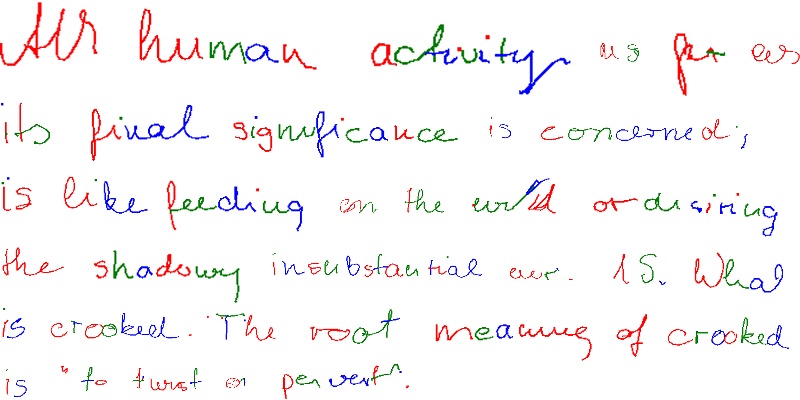 All human activity, as far as
its final significance is concerned,
is like feeding on the wind or desiring
the shadowy insubstantial air. 15. What
is crooked. The root meaning of crooked
is "to twist or pervert".